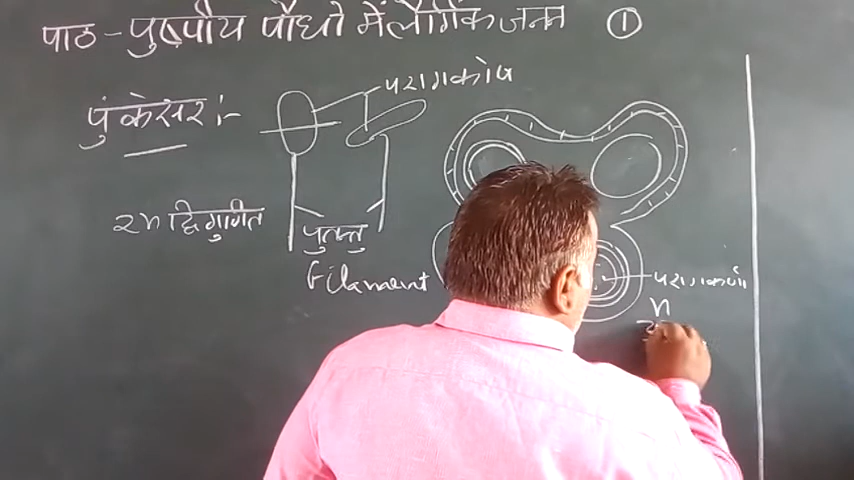 पाठ - पुष्पीय पौधो में लैंगिक जनन ①
परागकोष
पुंकेसर :-
2n द्विगुणित
पुतन्तु
Filament
परागकण
n